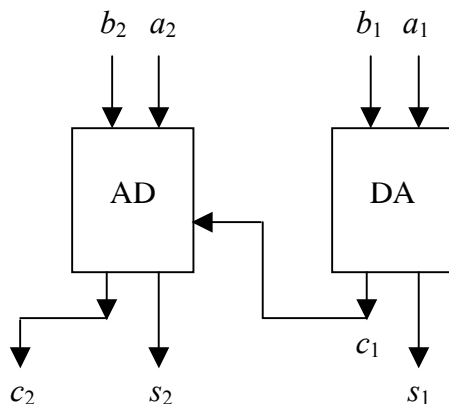 b₂ a₂ b₁ a₁
AD DA
c₁
c₂ s₂ s₁